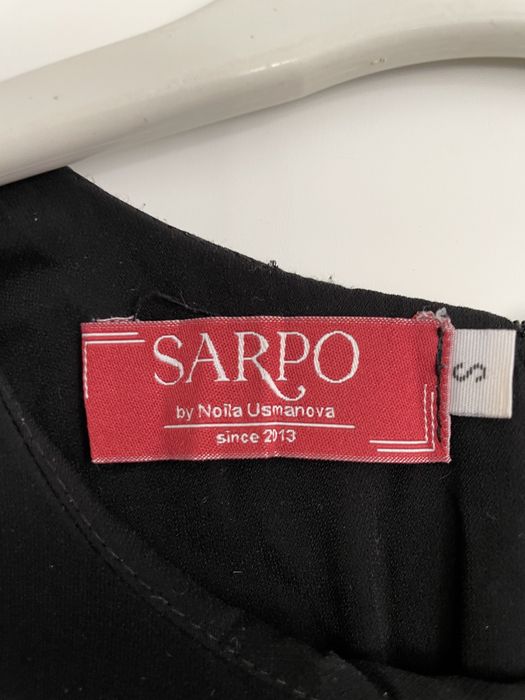 SARPO
by Noila Usmanova
since 2013
S